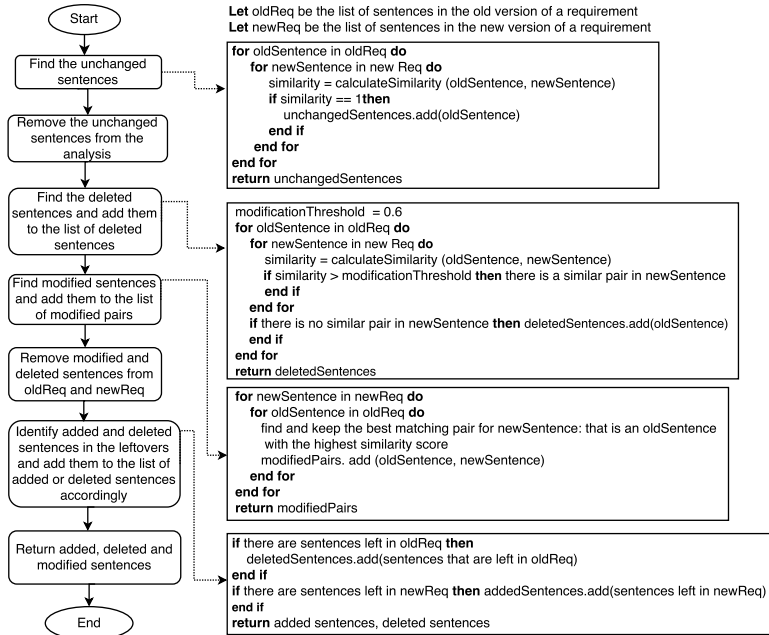 Start
Find the unchanged
sentences
Remove the unchanged
sentences from the
analysis
Find the deleted
sentences and add them
to the list of deleted
sentences
Find modified sentences
and add them to the list
of modified pairs
Remove modified and
deleted sentences from
oldReq and newReq
Identify added and deleted
sentences in the leftovers
and add them to the list of
added or deleted sentences
accordingly
Return added, deleted and
modified sentences
End
Let oldReq be the list of sentences in the old version of a requirement
Let newReq be the list of sentences in the new version of a requirement
for oldSentence in oldReq do
for newSentence in new Req do
similarity = calculateSimilarity (oldSentence, newSentence)
if similarity == 1then
unchangedSentences.add(oldSentence)
end if
end for
end for
return unchangedSentences
modificationThreshold = 0.6
for oldSentence in oldReq do
for newSentence in new Req do
similarity = calculateSimilarity (oldSentence, newSentence)
if similarity > modificationThreshold then there is a similar pair in newSentence
end if
end for
if there is no similar pair in newSentence then deletedSentences.add(oldSentence)
end if
end for
return deletedSentences
for newSentence in newReq do
for oldSentence in oldReq do
find and keep the best matching pair for newSentence: that is an oldSentence
with the highest similarity score
modifiedPairs. add (oldSentence, newSentence)
end for
end for
return modifiedPairs
if there are sentences left in oldReq then
deletedSentences.add(sentences that are left in oldReq)
end if
if there are sentences left in newReq then addedSentences.add(sentences left in newReq)
end if
return added sentences, deleted sentences